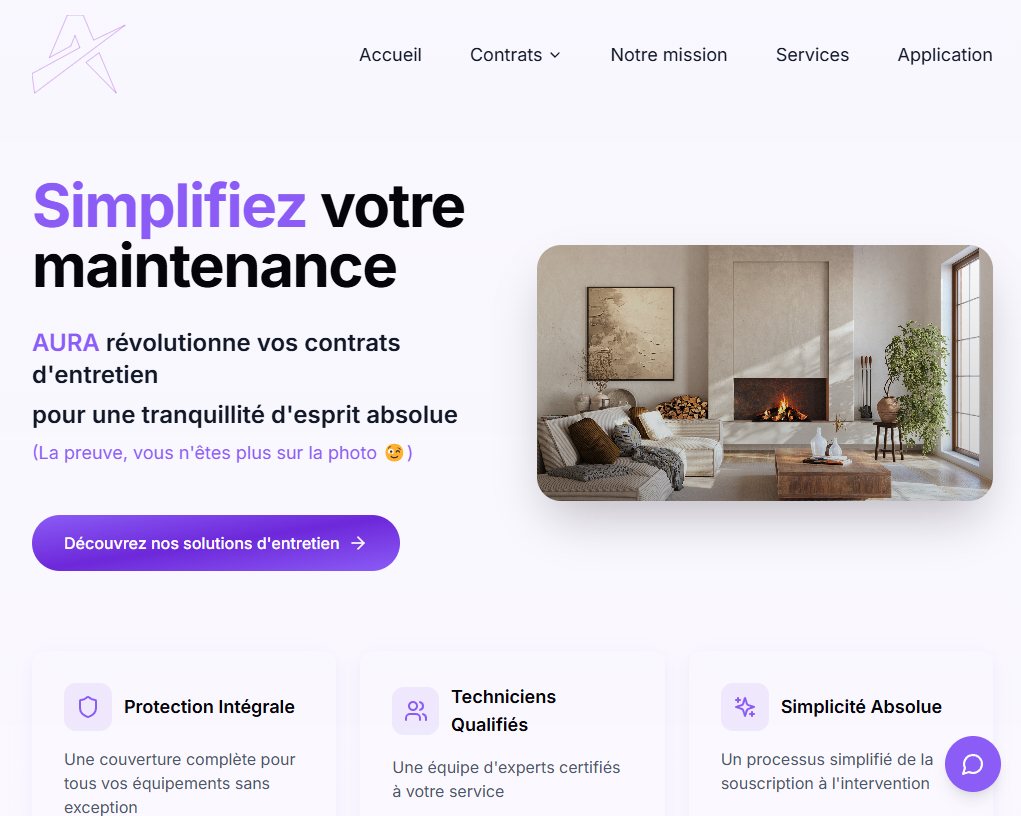 Accueil
Contrats
Notre mission
Services
Application
Simplifiez votre
maintenance
AURA révolutionne vos contrats
d'entretien
pour une tranquillité d'esprit absolue
(La preuve, vous n'êtes plus sur la photo 😉)
Découvrez nos solutions d'entretien →
Protection Intégrale
Une couverture complète pour
tous vos équipements sans
exception
Techniciens
Qualifiés
Une équipe d'experts certifiés
à votre service
Simplicité Absolue
Un processus simplifié de la
souscription à l'intervention